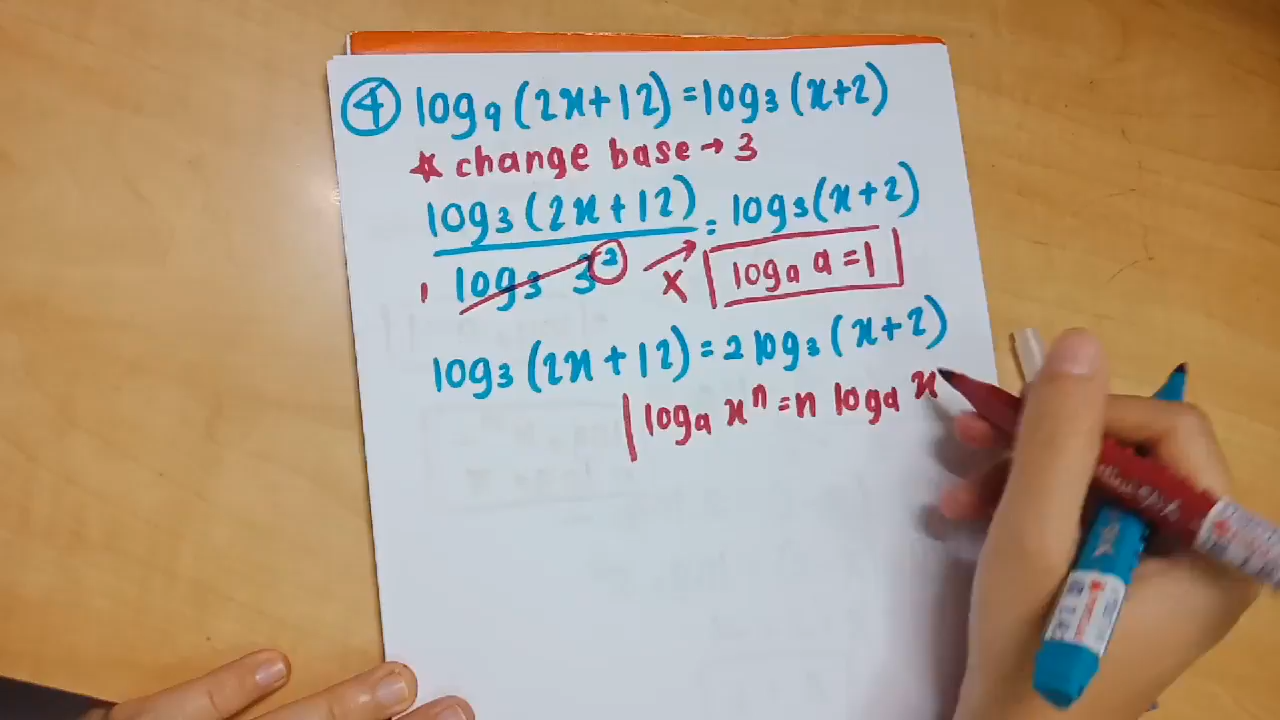 ④ log₉(2x+12)=log₃(x+2)
★ change base → 3
log₃(2x+12) = log₃(x+2)
1 log₃ 3² x logₐ a = 1
log₃(2x+12) = 2 log₃(x+2)
logₐ xⁿ = n logₐ x